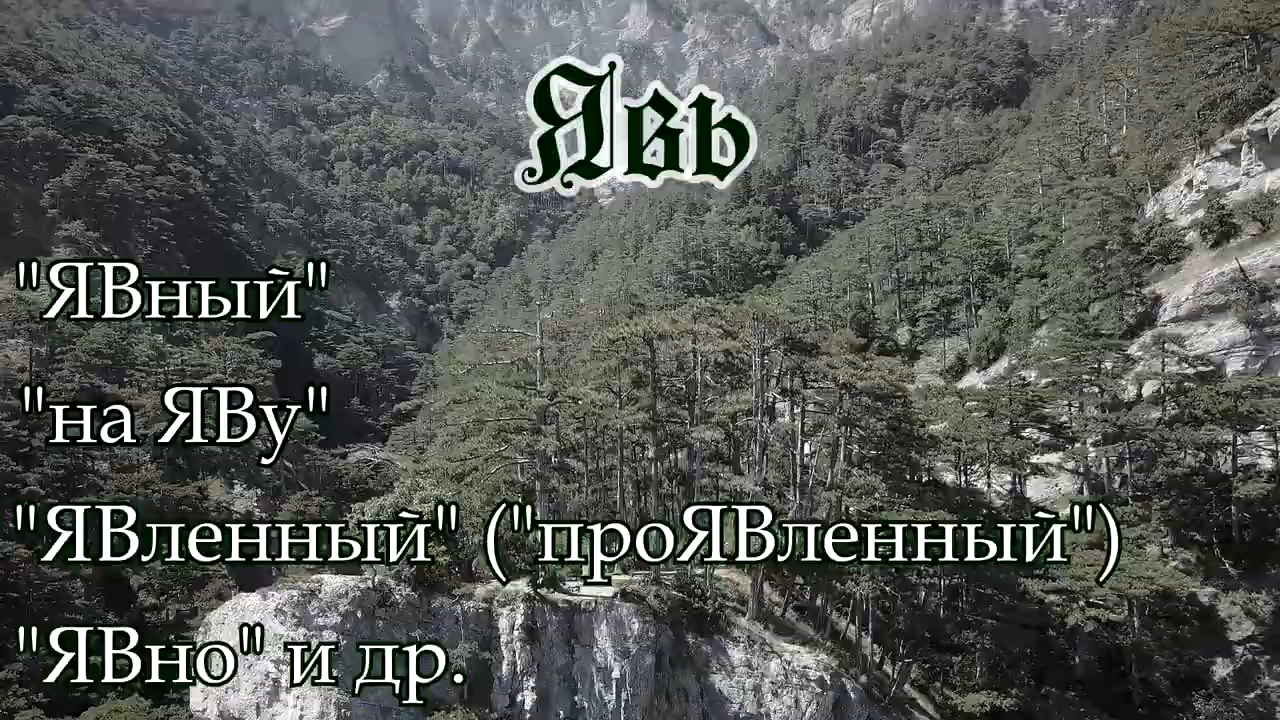 Явь
"ЯВный"
"на ЯВу"
"ЯВленный" ("проЯВленный")
"ЯВно" и др.